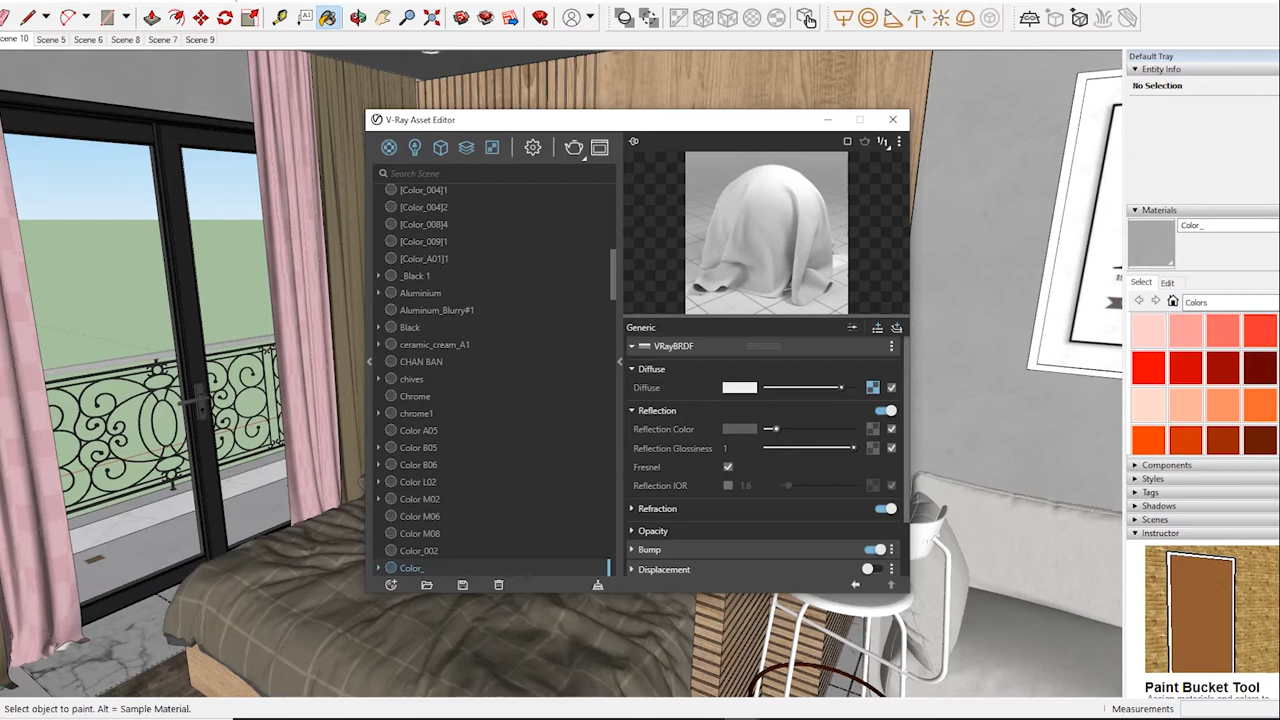 A1
Scene 10 Scene 5 Scene 6 Scene 8 Scene 7 Scene 9
Default Tray
Entity Info
No Selection
V-Ray Asset Editor
1/1
Search Scene
[Color_004]1
[Color_004]2
[Color_008]4
[Color_009]1
[Color_A01]1
_Black 1
Aluminium
Aluminum_Blurry#1
Black
ceramic_cream_A1
CHAN BAN
chives
Chrome
chrome1
Color A05
Color B05
Color B06
Color L02
Color M02
Color M06
Color M08
Color_002
Color_
Generic
VRayBRDF
Diffuse
Diffuse
Reflection
Reflection Color
Reflection Glossiness 1
Fresnel
Reflection IOR 1.6
Refraction
Opacity
Bump
Displacement
Materials
Color_
Select Edit
Colors
Components
Styles
Tags
Shadows
Scenes
Instructor
Paint Bucket Tool
Select object to paint. Alt = Sample Material.
Measurements